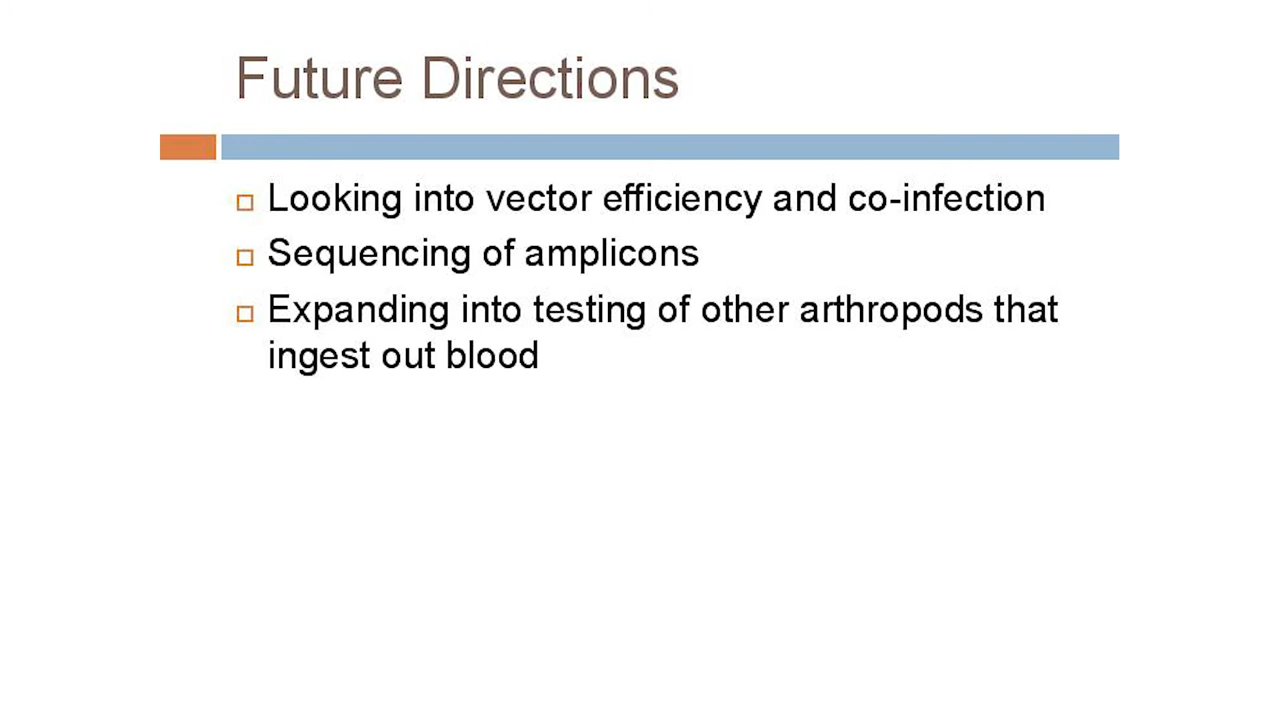 Future Directions
Looking into vector efficiency and co-infection
Sequencing of amplicons
Expanding into testing of other arthropods that
ingest out blood